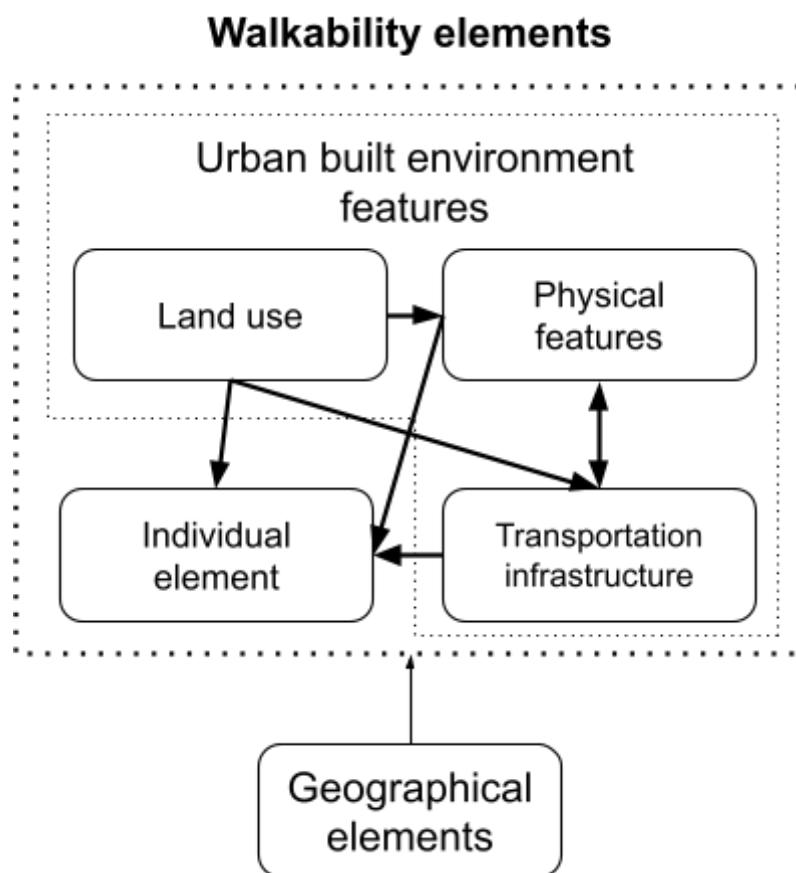 Walkability elements
Urban built environment
features
Land use
Physical
features
Individual
element
Transportation
infrastructure
Geographical
elements